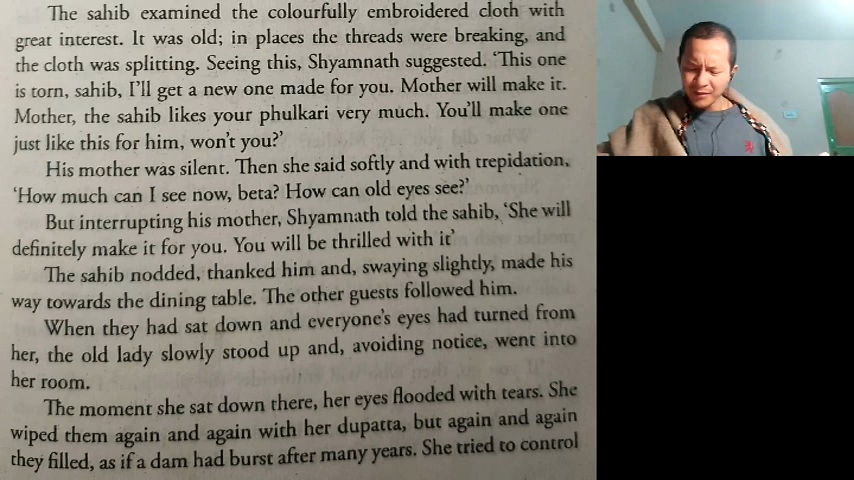 The sahib examined the colourfully embroidered cloth with
great interest. It was old; in places the threads were breaking, and
the cloth was splitting. Seeing this, Shyamnath suggested. ‘This one
is torn, sahib, I’ll get a new one made for you. Mother will make it.
Mother, the sahib likes your phulkari very much. You’ll make one
just like this for him, won’t you?’
His mother was silent. Then she said softly and with trepidation,
‘How much can I see now, beta? How can old eyes see?’
But interrupting his mother, Shyamnath told the sahib, ‘She will
definitely make it for you. You will be thrilled with it’
The sahib nodded, thanked him and, swaying slightly, made his
way towards the dining table. The other guests followed him.
When they had sat down and everyone’s eyes had turned from
her, the old lady slowly stood up and, avoiding notice, went into
her room.
The moment she sat down there, her eyes flooded with tears. She
wiped them again and again with her dupatta, but again and again
they filled, as if a dam had burst after many years. She tried to control